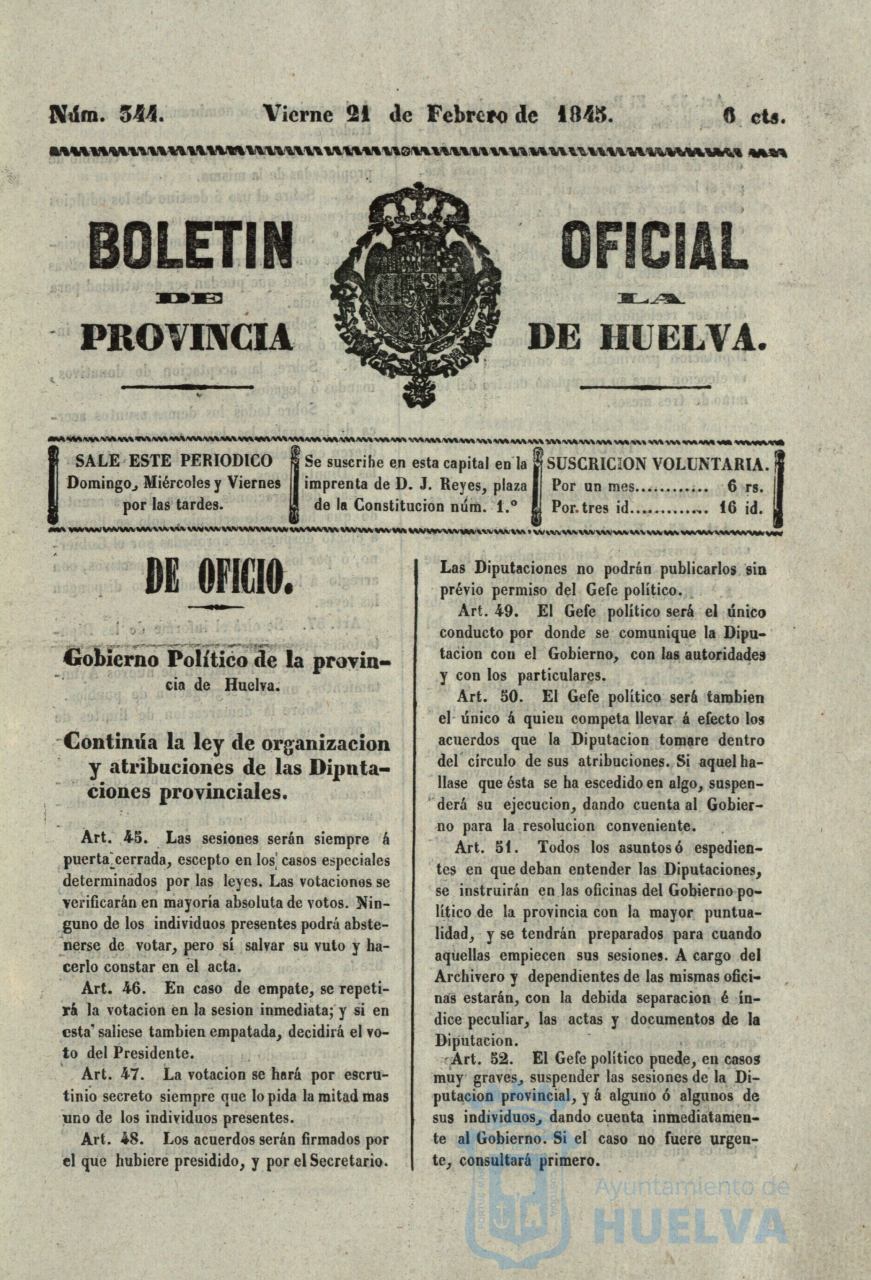 Núm. 344. Vierne 21 de Febrero de 1845. 6 cts.
BOLETIN OFICIAL
DE LA
PROVINCIA DE HUELVA.
SALE ESTE PERIODICO
Domingo, Miércoles y Viernes
por las tardes.
Se suscribe en esta capital en la
imprenta de D. J. Reyes, plaza
de la Constitucion núm. 1.º
SUSCRICION VOLUNTARIA.
Por un mes............ 6 rs.
Por tres id............. 16 id.
DE OFICIO.
Gobierno Político de la provin-
cia de Huelva.
Continúa la ley de organizacion
y atribuciones de las Diputa-
ciones provinciales.
Art. 45. Las sesiones serán siempre á
puerta cerrada, escepto en los casos especiales
determinados por las leyes. Las votaciones se
verificarán en mayoría absoluta de votos. Nin-
guno de los individuos presentes podrá abste-
nerse de votar, pero sí salvar su vuto y ha-
cerlo constar en el acta.
Art. 46. En caso de empate, se repeti-
rá la votacion en la sesion inmediata; y si en
esta saliese tambien empatada, decidirá el vo-
to del Presidente.
Art. 47. La votacion se hará por escru-
tinio secreto siempre que lo pida la mitad mas
uno de los individuos presentes.
Art. 48. Los acuerdos serán firmados por
el que hubiere presidido, y por el Secretario.
Las Diputaciones no podrán publicarlos sin
prévio permiso del Gefe político.
Art. 49. El Gefe político será el único
conducto por donde se comunique la Dipu-
tacion con el Gobierno, con las autoridades
y con los particulares.
Art. 50. El Gefe político será tambien
el único á quien competa llevar á efecto los
acuerdos que la Diputacion tomare dentro
del círculo de sus atribuciones. Si aquel ha-
llase que ésta se ha escedido en algo, suspen-
derá su ejecucion, dando cuenta al Gobier-
no para la resolucion conveniente.
Art. 51. Todos los asuntos ó espedien-
tes en que deban entender las Diputaciones,
se instruirán en las oficinas del Gobierno po-
lítico de la provincia con la mayor puntua-
lidad, y se tendrán preparados para cuando
aquellas empiecen sus sesiones. A cargo del
Archivero y dependientes de las mismas ofici-
nas estarán, con la debida separacion é ín-
dice peculiar, las actas y documentos de la
Diputacion.
Art. 52. El Gefe político puede, en casos
muy graves, suspender las sesiones de la Di-
putacion provincial, y á alguno ó algunos de
sus individuos, dando cuenta inmediatamen-
te al Gobierno. Si el caso no fuere urgen-
te, consultará primero.
Ayuntamiento de
HUELVA